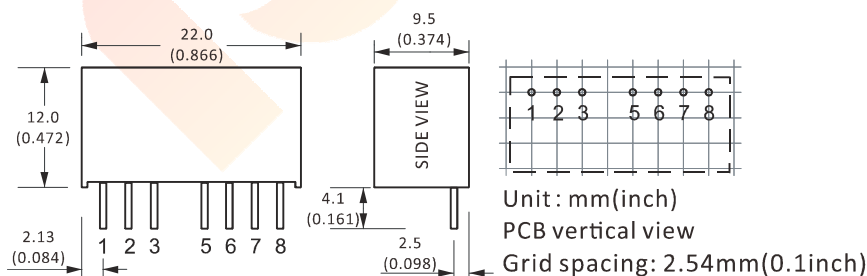 22.0
(0.866)
9.5
(0.374)
12.0
(0.472)
SIDE VIEW
1 2 3 5 6 7 8
4.1
(0.161)
2.13
(0.084)
1 2 3 5 6 7 8
2.5
(0.098)
Unit: mm(inch)
PCB vertical view
Grid spacing: 2.54mm(0.1inch)